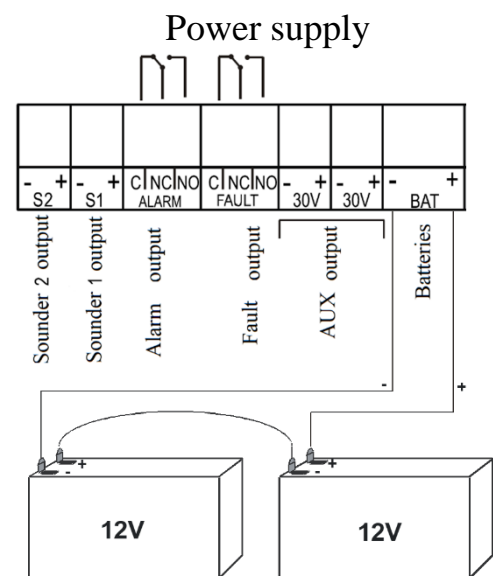 Power supply
- + - + C NC NO C NC NO - + - + - +
S2 S1 ALARM FAULT 30V 30V BAT
Sounder 2 output
Sounder 1 output
Alarm output
Fault output
AUX output
Batteries
- +
+ +
- -
12V 12V